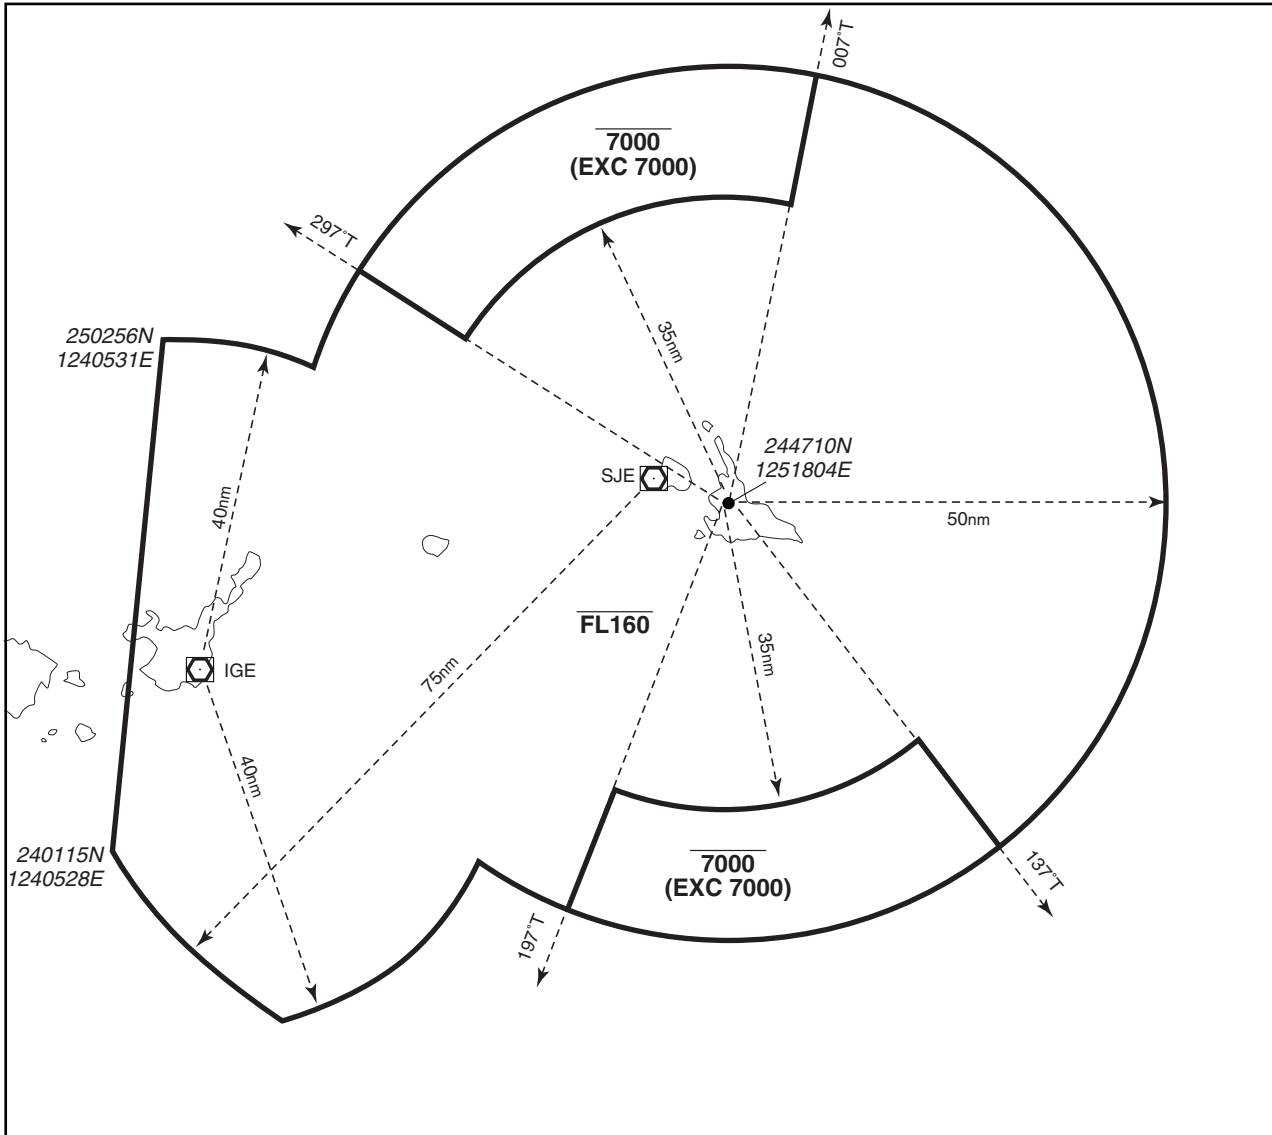 007°T
7000
(EXC 7000)
297°T
250256N
1240531E
35nm
244710N
1251804E
SJE
40nm
50nm
FL160
35nm
75nm
IGE
40nm
240115N
1240528E
7000
(EXC 7000)
137°T
197°T